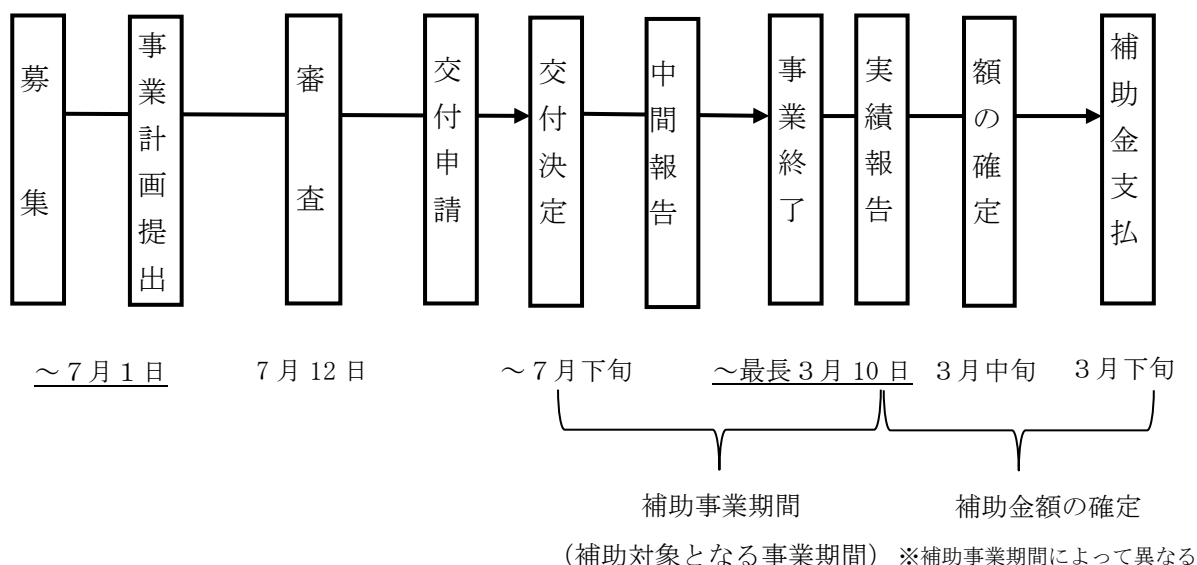 募集
事業計画提出
審査
交付申請
交付決定
中間報告
事業終了
実績報告
額の確定
補助金支払
～７月１日
7月12日
～７月下旬
～最長３月10日
３月中旬
３月下旬
補助事業期間
補助金額の確定
（補助対象となる事業期間）
※補助事業期間によって異なる